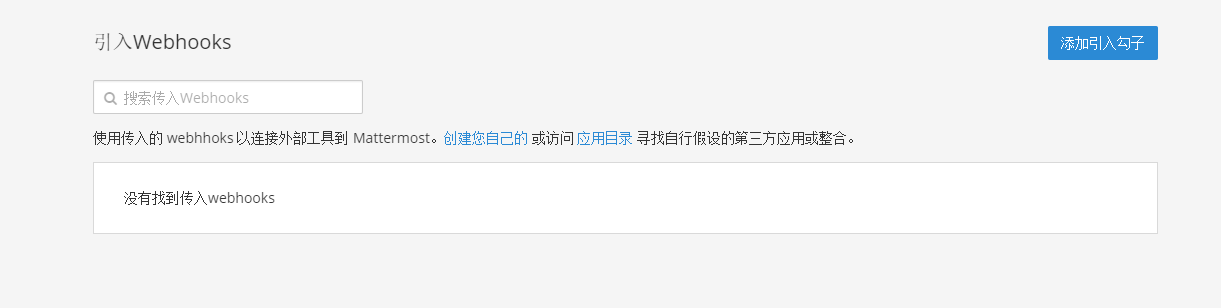 引入Webhooks
添加引入勾子
搜索传入Webhooks
使用传入的 webhhoks 以连接外部工具到 Mattermost。创建您自己的 或访问 应用目录 寻找自行假设的第三方应用或整合。
没有找到传入webhooks